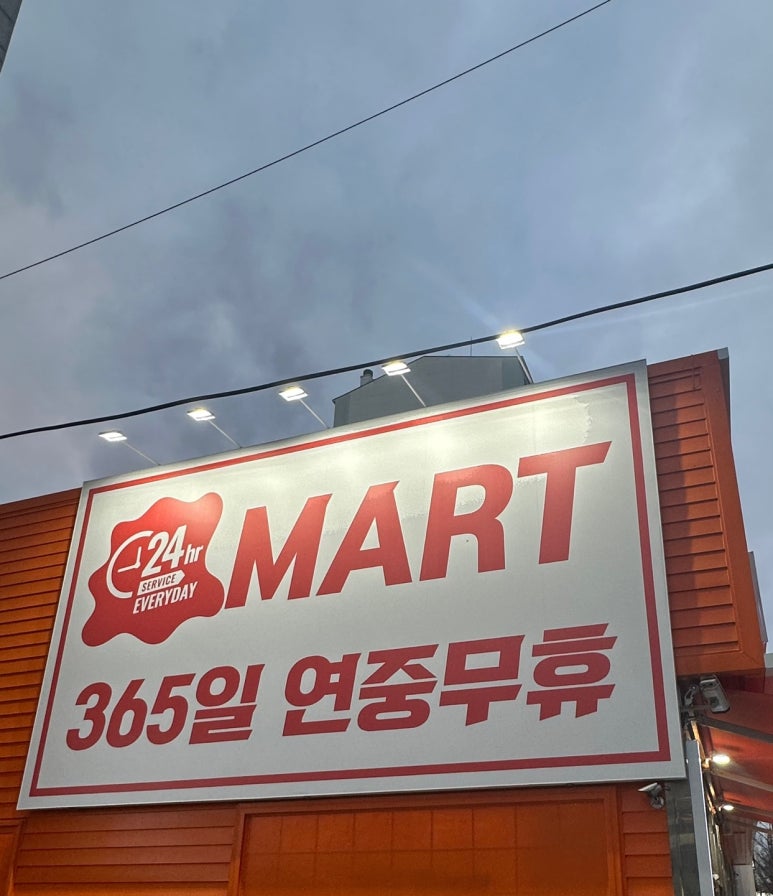 24hr
SERVICE
EVERYDAY
MART
365일 연중무휴